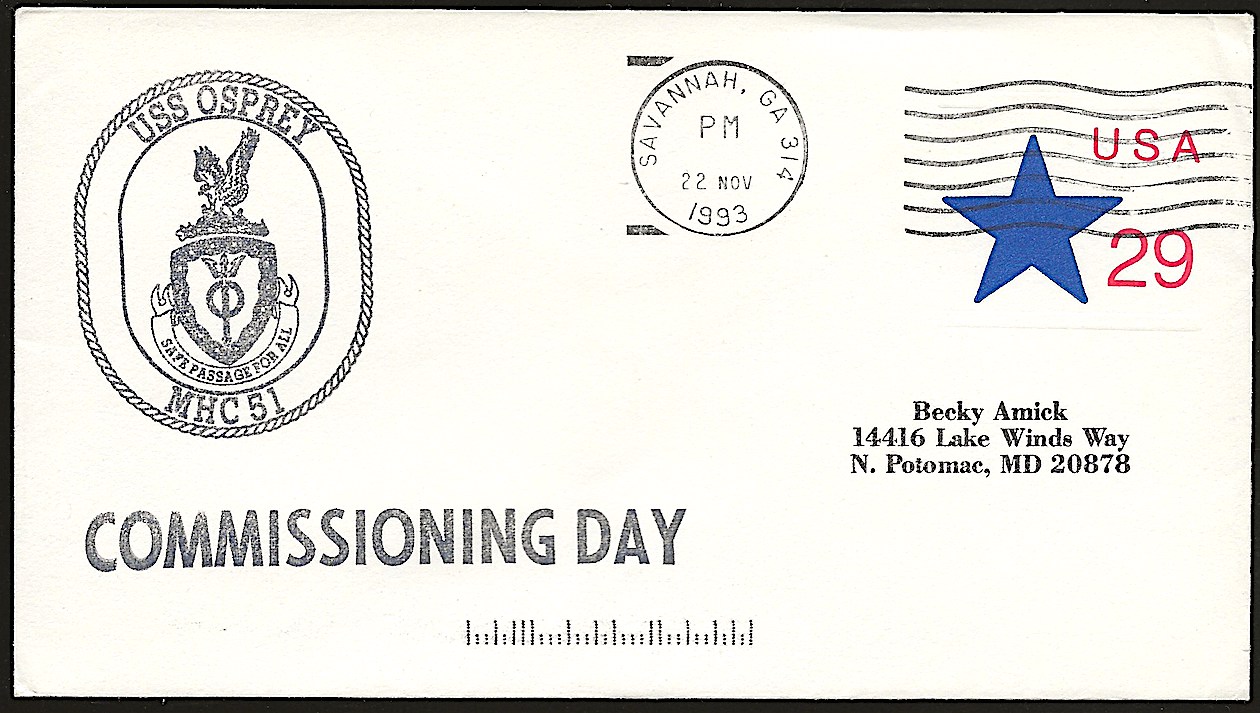 USS OSPREY
SAFE PASSAGE FOR ALL
MHC 51
SAVANNAH, GA 314
PM
22 NOV
1993
USA
29
Becky Amick
14416 Lake Winds Way
N. Potomac, MD 20878
COMMISSIONING DAY